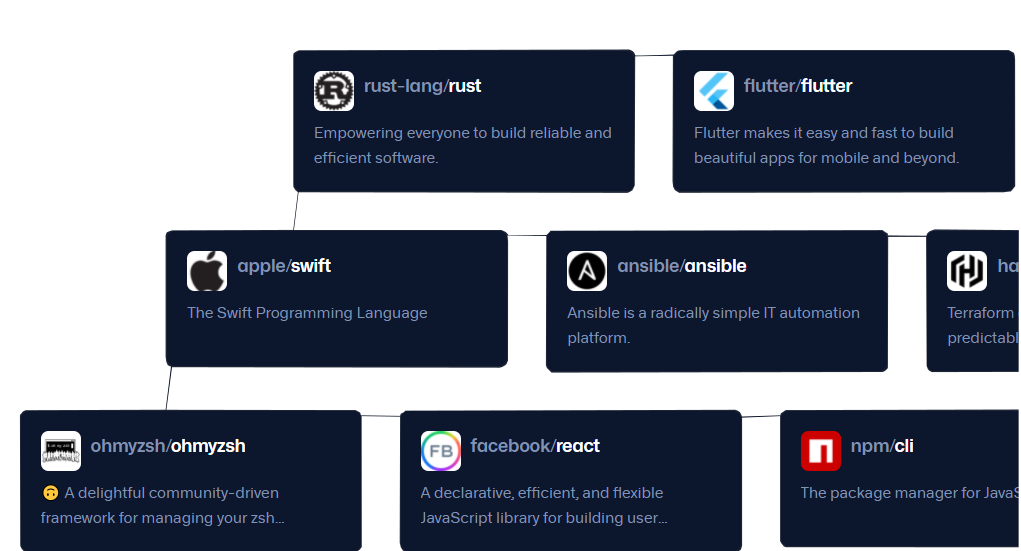 rust-lang/rust
Empowering everyone to build reliable and
efficient software.
flutter/flutter
Flutter makes it easy and fast to build
beautiful apps for mobile and beyond.
apple/swift
The Swift Programming Language
ansible/ansible
Ansible is a radically simple IT automation
platform.
ha
Terraform
predictabl
ohmyzsh/ohmyzsh
🙃 A delightful community-driven
framework for managing your zsh...
FB
facebook/react
A declarative, efficient, and flexible
JavaScript library for building user...
npm/cli
The package manager for JavaS